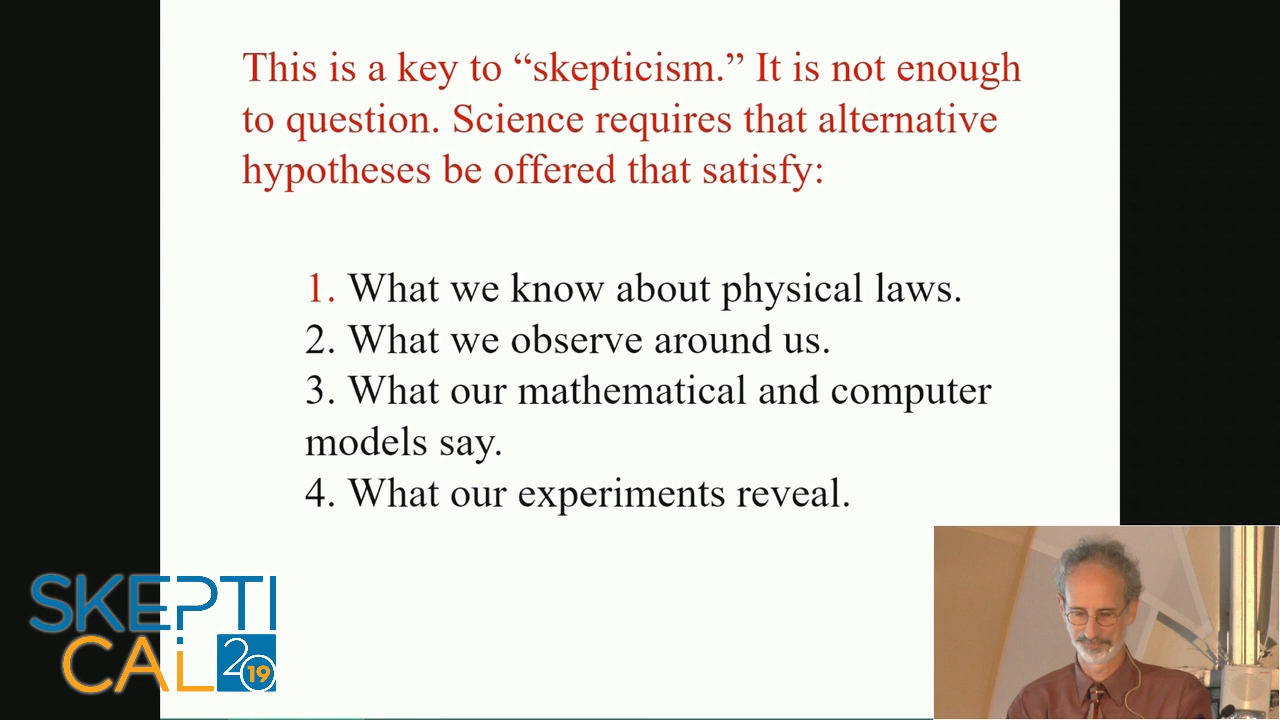 This is a key to “skepticism.” It is not enough
to question. Science requires that alternative
hypotheses be offered that satisfy:
1. What we know about physical laws.
2. What we observe around us.
3. What our mathematical and computer
models say.
4. What our experiments reveal.
SKEPTI
CAL 2019